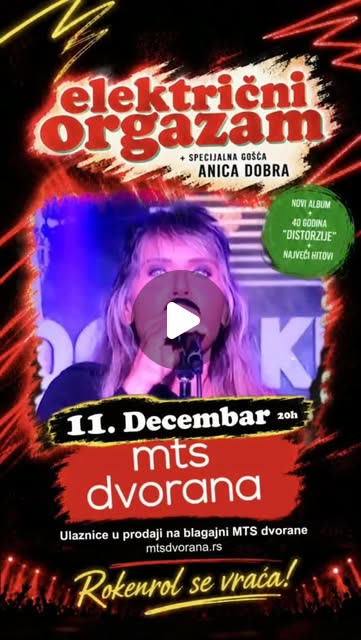 električni
orgazam
+ SPECIJALNA GOŠĆA
ANICA DOBRA
NOVI ALBUM
+
40 GODINA
"DISTORZIJE"
+
NAJVEĆI HITOVI
11. Decembar 20h
mts
dvorana
Ulaznice u prodaji na blagajni MTS dvorane
mtsdvorana.rs
Rokenrol se vraća!